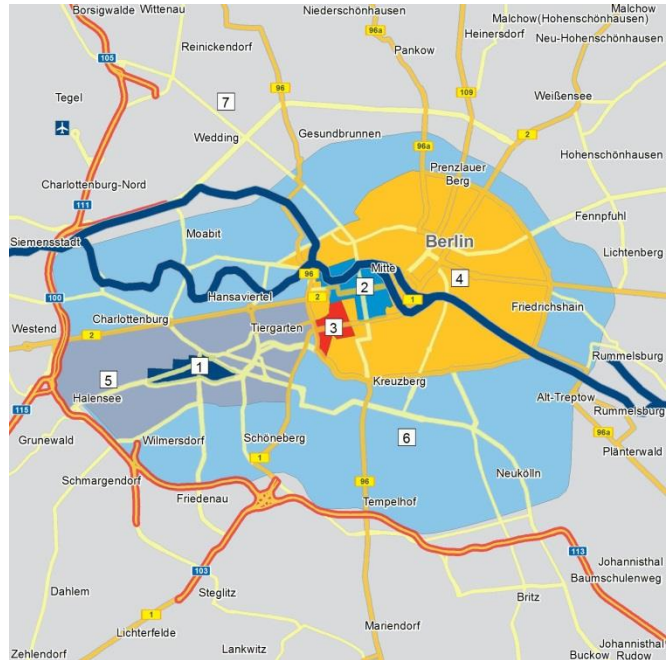 Borsigwalde Wittenau
Niederschönhausen
Malchow
Malchow(Hohenschönhausen)
Heinersdorf
Neu-Hohenschönhausen
96a
Pankow
Reinickendorf
105
96
109
Tegel
7
Weißensee
Wedding
Gesundbrunnen
2
96a
Hohenschönhausen
Prenzlauer
Berg
Charlottenburg-Nord
111
Fennpfuhl
Moabit
Siemensstadt
Berlin
Lichtenberg
Mitte
96
4
2
Hansaviertel
100
2
1
Friedrichshain
Charlottenburg
Tiergarten
3
Westend
2
Rummelsburg
1
5
Kreuzberg
Halensee
Alt-Treptow
115
Rummelsburg
6
96a
Grunewald
Wilmersdorf
Schöneberg
Plänterwald
1
Schmargendorf
96
Neukölln
Friedenau
Tempelhof
113
Johannisthal
103
Baumschulenweg
Dahlem
Steglitz
Britz
1
Mariendorf
Lichterfelde
Johannisthal
Zehlendorf
Lankwitz
Buckow
Rudow